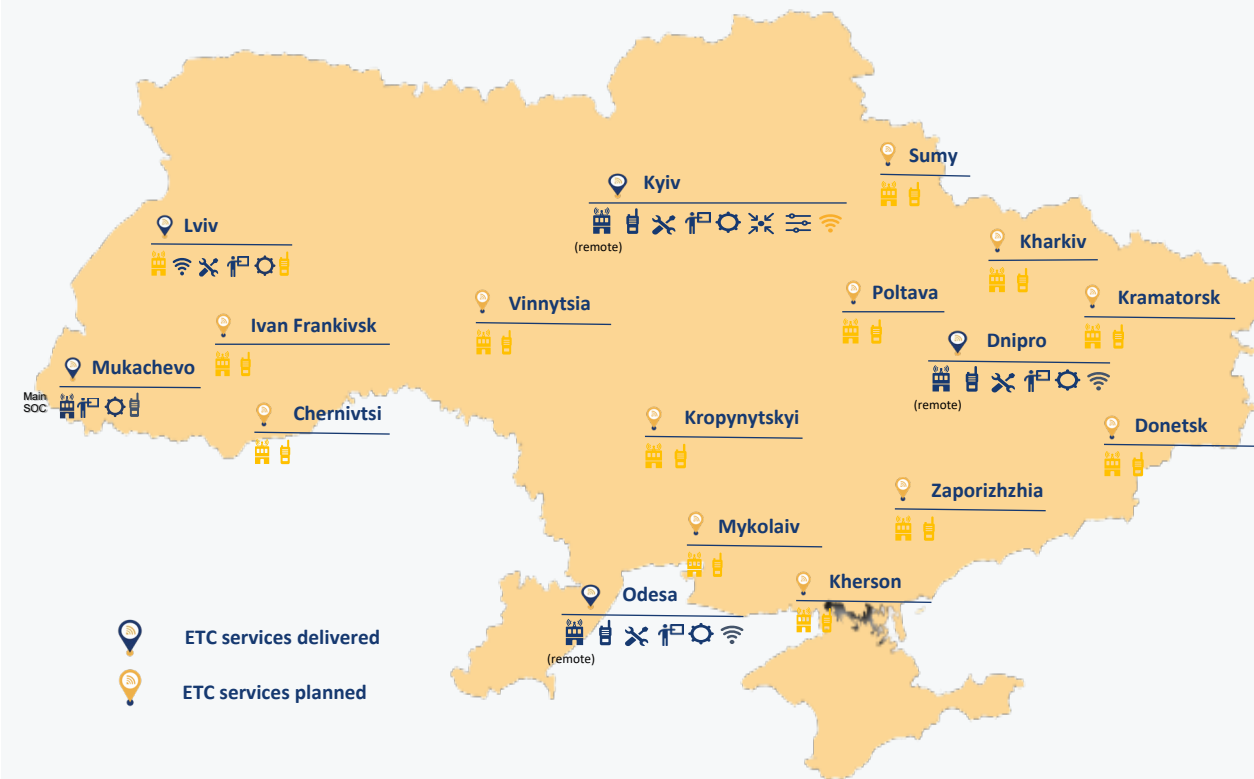 Sumy
Kyiv
(remote)
Lviv
Kharkiv
Vinnytsia
Poltava
Kramatorsk
Ivan Frankivsk
Dnipro
(remote)
Mukachevo
Main
SOC
Chernivtsi
Kropynytskyi
Donetsk
Zaporizhzhia
Mykolaiv
Kherson
Odesa
(remote)
ETC services delivered
ETC services planned